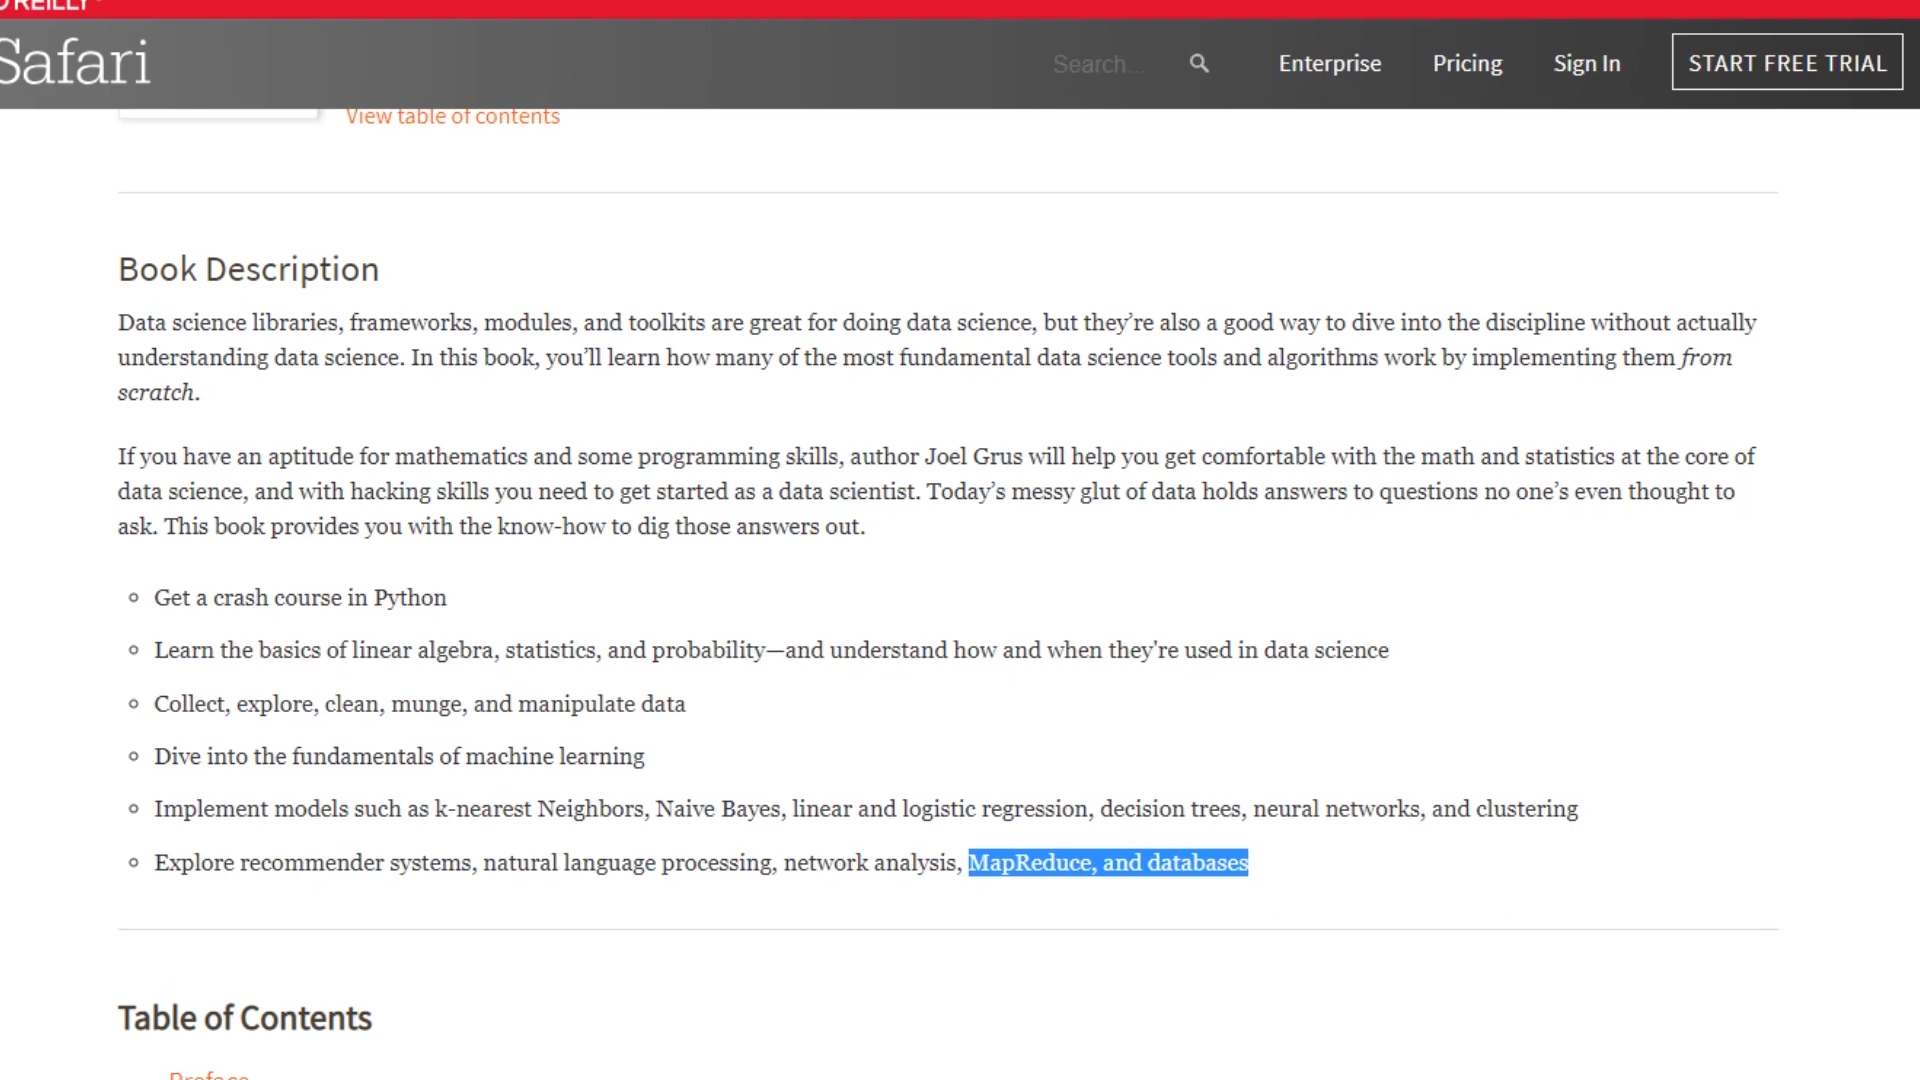 O'REILLY
Safari
Search...
Enterprise
Pricing
Sign In
START FREE TRIAL
View table of contents
Book Description
Data science libraries, frameworks, modules, and toolkits are great for doing data science, but they’re also a good way to dive into the discipline without actually
understanding data science. In this book, you’ll learn how many of the most fundamental data science tools and algorithms work by implementing them from
scratch.
If you have an aptitude for mathematics and some programming skills, author Joel Grus will help you get comfortable with the math and statistics at the core of
data science, and with hacking skills you need to get started as a data scientist. Today’s messy glut of data holds answers to questions no one’s even thought to
ask. This book provides you with the know-how to dig those answers out.
Get a crash course in Python
Learn the basics of linear algebra, statistics, and probability—and understand how and when they're used in data science
Collect, explore, clean, munge, and manipulate data
Dive into the fundamentals of machine learning
Implement models such as k-nearest Neighbors, Naive Bayes, linear and logistic regression, decision trees, neural networks, and clustering
Explore recommender systems, natural language processing, network analysis, MapReduce, and databases
Table of Contents
Preface